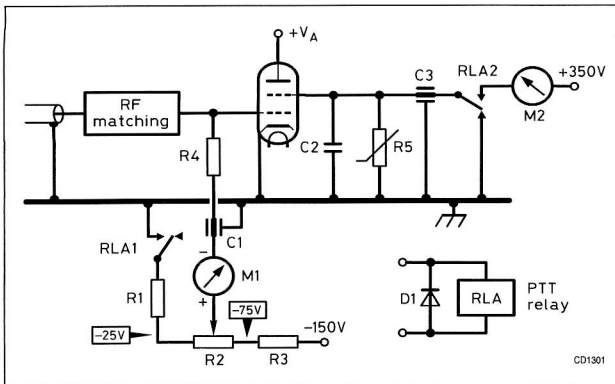 +VA
RF
matching
R4
C2
R5
C3
RLA2
+350V
M2
RLA1
C1
−
M1
+
R1
−25V
−75V
−150V
R2
R3
D1
RLA
PTT
relay
CD1301